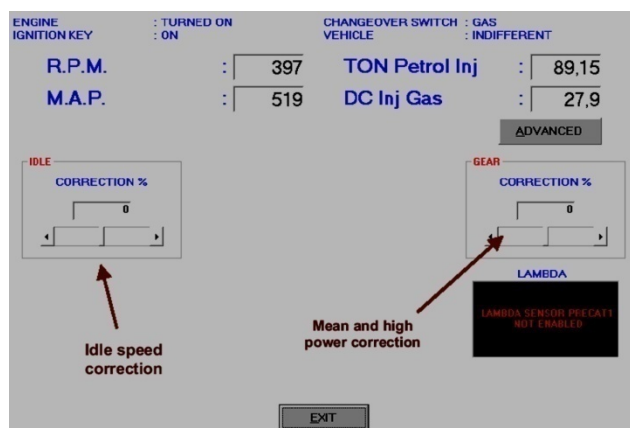 ENGINE : TURNED ON CHANGEOVER SWITCH : GAS
IGNITION KEY : ON VEHICLE : INDIFFERENT
R.P.M. : 397 TON Petrol Inj : 89,15
M.A.P. : 519 DC Inj Gas : 27,9
ADVANCED
IDLE
CORRECTION %
0
GEAR
CORRECTION %
0
LAMBDA
LAMBDA SENSOR PRECAT1
NOT ENABLED
Idle speed
correction
Mean and high
power correction
EXIT